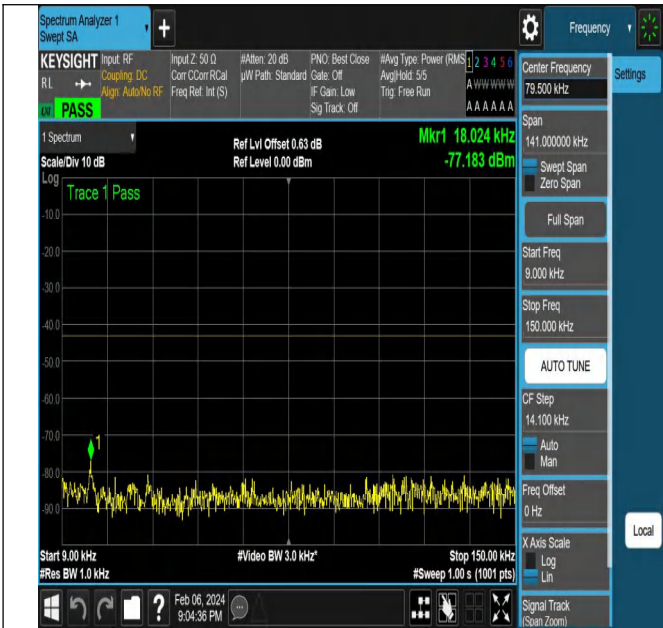 Spectrum Analyzer 1
Swept SA
Frequency
KEYSIGHT
RL
LXI
PASS
Input: RF
Coupling: DC
Align: Auto/No RF
Input Z: 50 Ω
Corr CCorr RCal
Freq Ref: Int (S)
#Atten: 20 dB
µW Path: Standard
PNO: Best Close
Gate: Off
IF Gain: Low
Sig Track: Off
#Avg Type: Power (RMS
Avg|Hold: 5/5
Trig: Free Run
1 2 3 4 5 6
A W W W W W
A A A A A A
1 Spectrum
Scale/Div 10 dB
Log
Ref Lvl Offset 0.63 dB
Ref Level 0.00 dBm
Mkr1 18.024 kHz
-77.183 dBm
Trace 1 Pass
-10.0
-20.0
-30.0
-40.0
-50.0
-60.0
-70.0
-80.0
-90.0
1
Start 9.00 kHz
#Res BW 1.0 kHz
#Video BW 3.0 kHz*
Stop 150.00 kHz
#Sweep 1.00 s (1001 pts)
Feb 06, 2024
9:04:36 PM
Center Frequency
79.500 kHz
Settings
Span
141.000000 kHz
Swept Span
Zero Span
Full Span
Start Freq
9.000 kHz
Stop Freq
150.000 kHz
AUTO TUNE
CF Step
14.100 kHz
Auto
Man
Freq Offset
0 Hz
Local
X Axis Scale
Log
Lin
Signal Track
(Span Zoom)